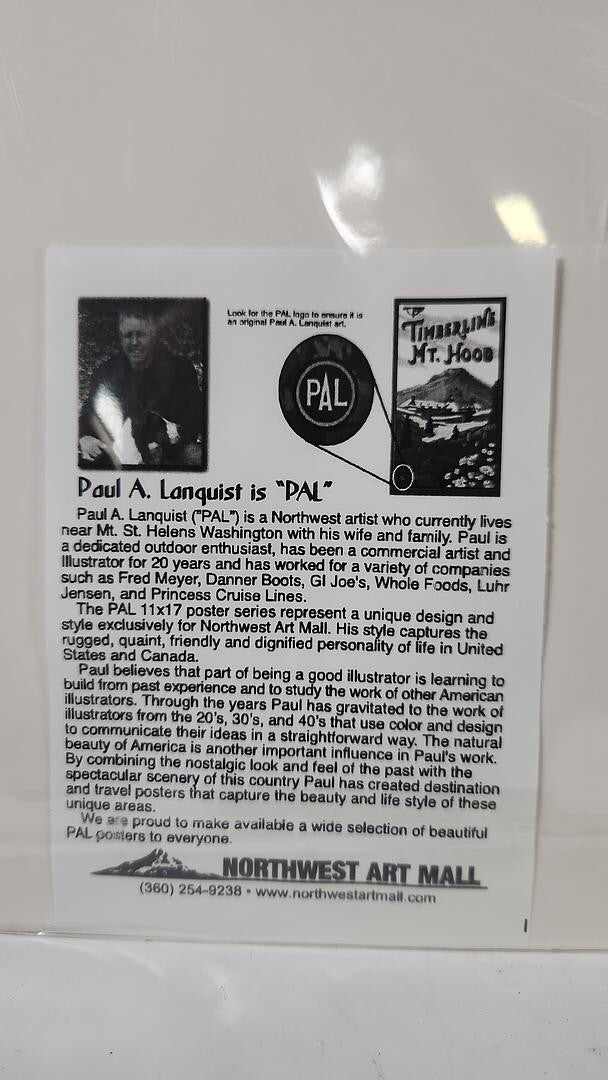 Look for the PAL logo to ensure it is
an original Paul A. Lanquist art.
PAL
TIMBERLINE
MT. HOOD
Paul A. Lanquist is "PAL"
Paul A. Lanquist ("PAL") is a Northwest artist who currently lives
near Mt. St. Helens Washington with his wife and family. Paul is
a dedicated outdoor enthusiast, has been a commercial artist and
Illustrator for 20 years and has worked for a variety of companies
such as Fred Meyer, Danner Boots, GI Joe's, Whole Foods, Luhr
Jensen, and Princess Cruise Lines.
The PAL 11x17 poster series represent a unique design and
style exclusively for Northwest Art Mall. His style captures the
rugged, quaint, friendly and dignified personality of life in United
States and Canada.
Paul believes that part of being a good illustrator is learning to
build from past experience and to study the work of other American
illustrators. Through the years Paul has gravitated to the work of
illustrators from the 20's, 30's, and 40's that use color and design
to communicate their ideas in a straightforward way. The natural
beauty of America is another important influence in Paul's work.
By combining the nostalgic look and feel of the past with the
spectacular scenery of this country Paul has created destination
and travel posters that capture the beauty and life style of these
unique areas.
We are proud to make available a wide selection of beautiful
PAL posters to everyone.
NORTHWEST ART MALL
(360) 254-9238 • www.northwestartmall.com